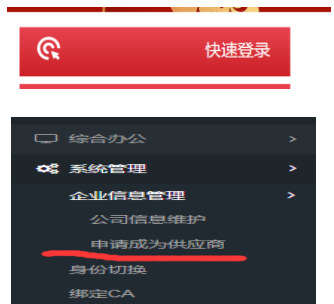 快速登录
综合办公
系统管理
企业信息管理
公司信息维护
申请成为供应商
身份切换
绑定CA